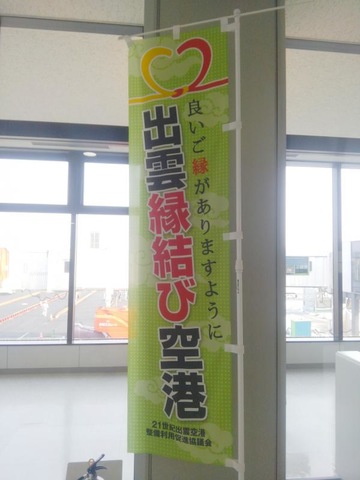 良いご縁がありますように
出雲縁結び空港
21世紀出雲空港
整備利用促進協議会